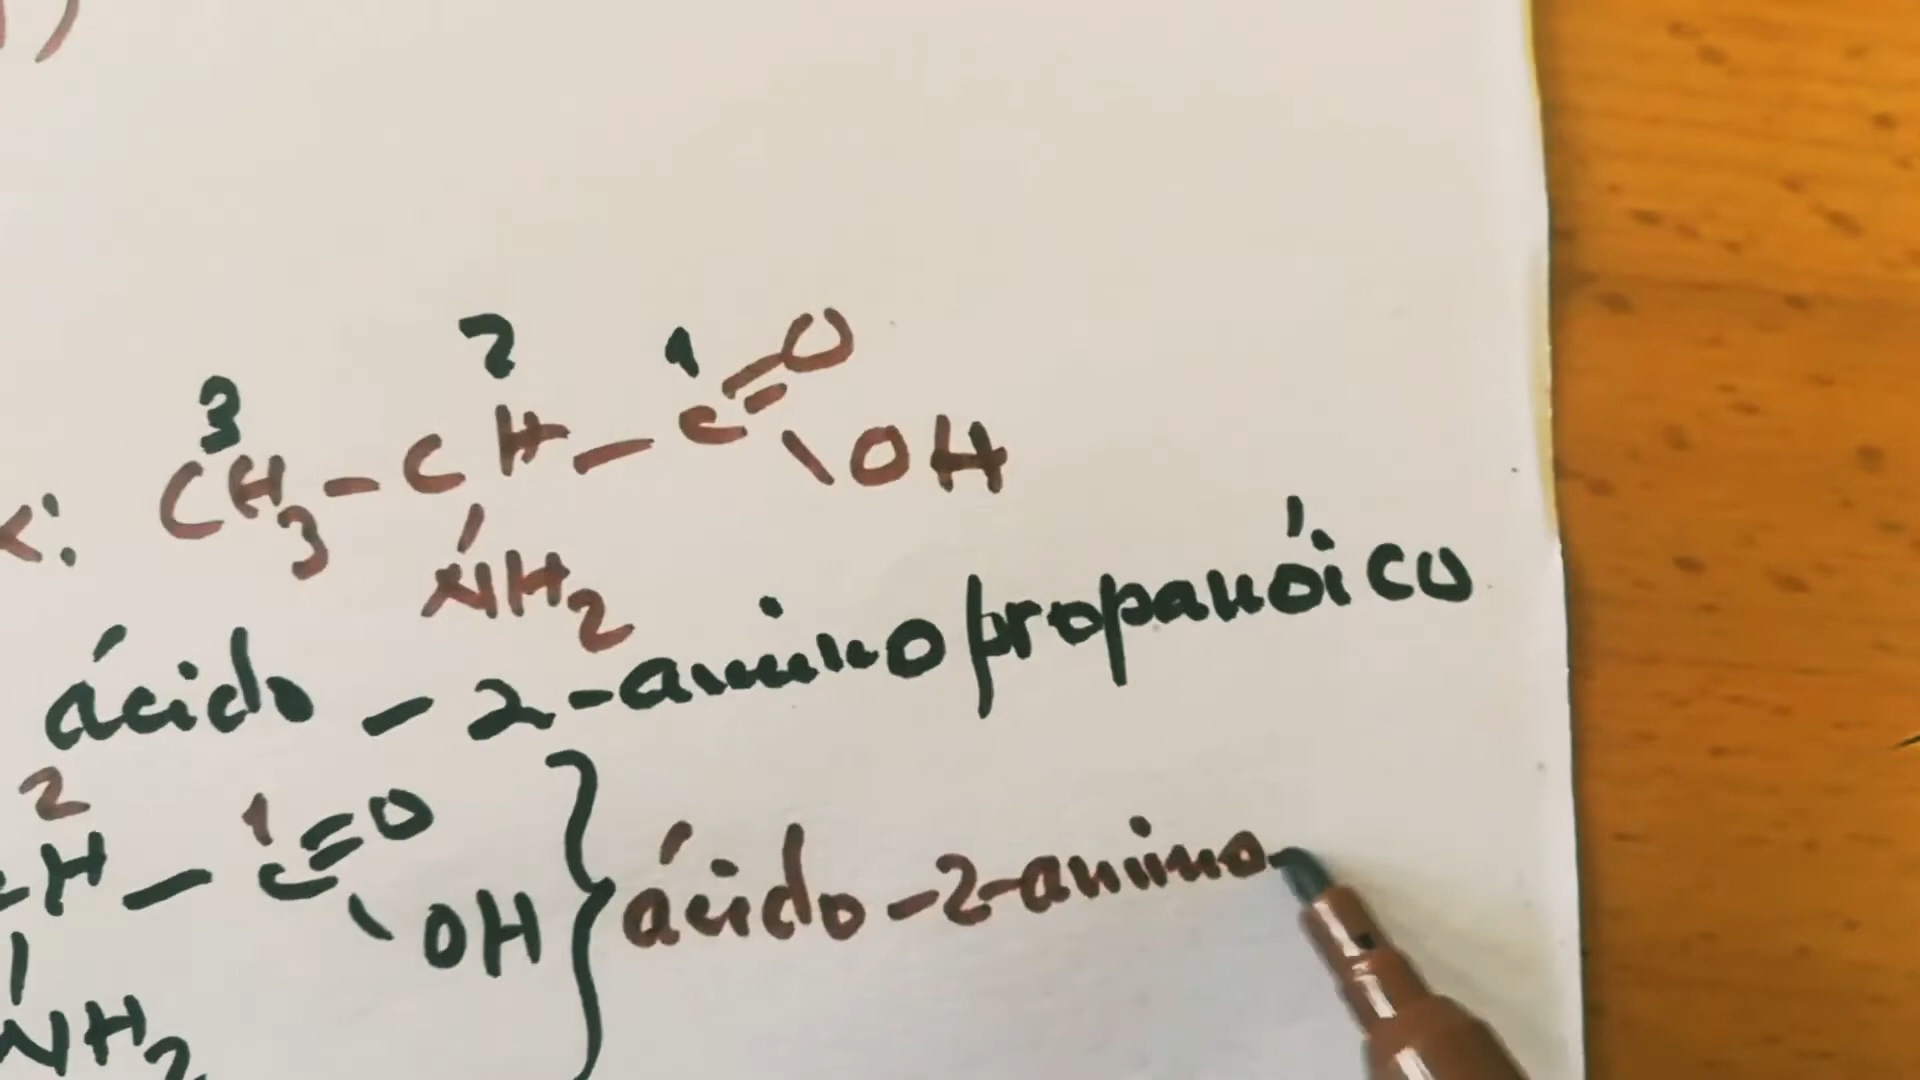 3 2 1
x: CH3 - CH - C = O
\ OH
NH2
ácido - 2 - aminopropanóico
2 1
H - C = O
\ OH
NH2
} ácido - 2 - amino